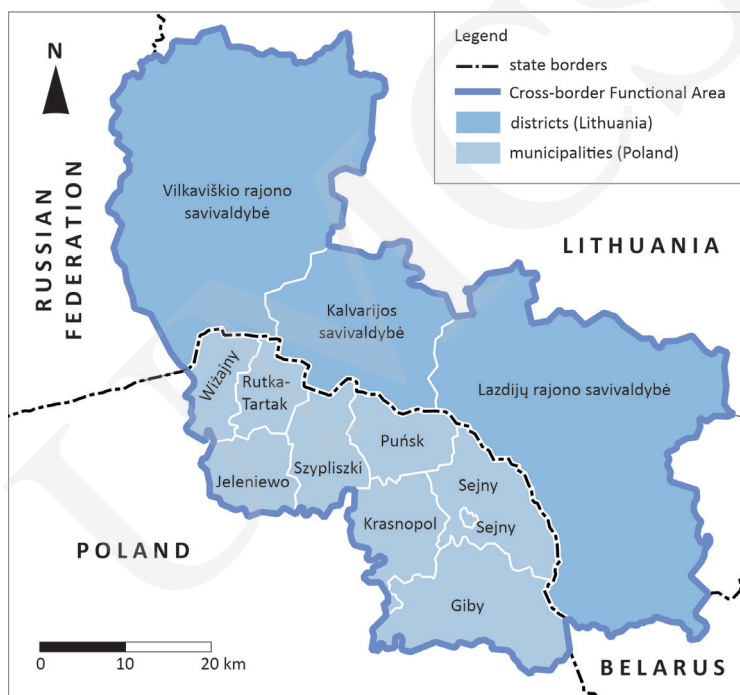 Legend
state borders
Cross-border Functional Area
districts (Lithuania)
municipalities (Poland)
N
RUSSIAN
FEDERATION
Vilkaviškio rajono
savivaldybė
LITHUANIA
Kalvarijos
savivaldybė
Lazdijų rajono savivaldybė
Wiżajny
Rutka-
Tartak
Puńsk
Szypliszki
Jeleniewo
Sejny
Krasnopol
Sejny
POLAND
Giby
0 10 20 km
BELARUS
UMCS